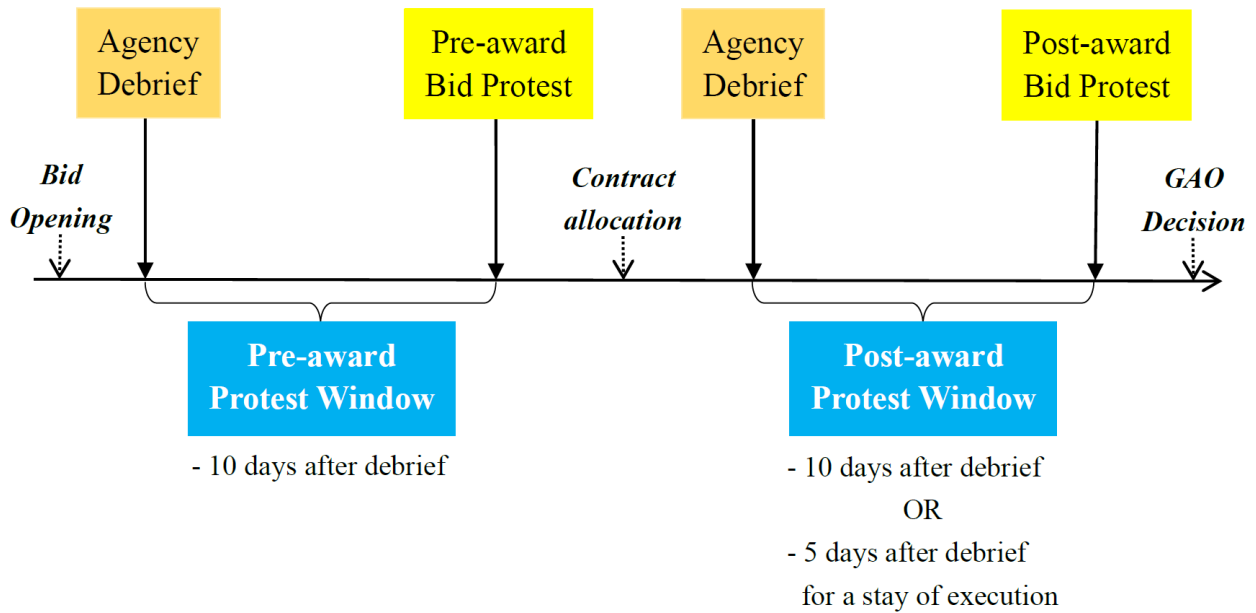 Agency
Debrief
Pre-award
Bid Protest
Agency
Debrief
Post-award
Bid Protest
Bid
Opening
Contract
allocation
GAO
Decision
Pre-award
Protest Window
- 10 days after debrief
Post-award
Protest Window
- 10 days after debrief
OR
- 5 days after debrief
for a stay of execution